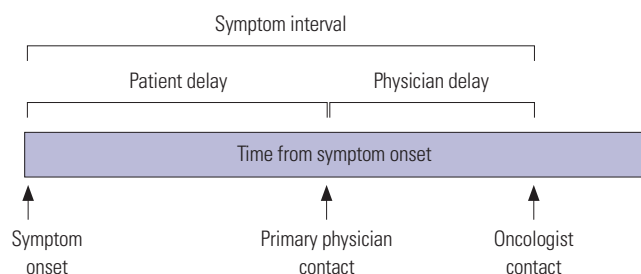 Symptom interval
Patient delay
Physician delay
Time from symptom onset
Symptom
onset
Primary physician
contact
Oncologist
contact